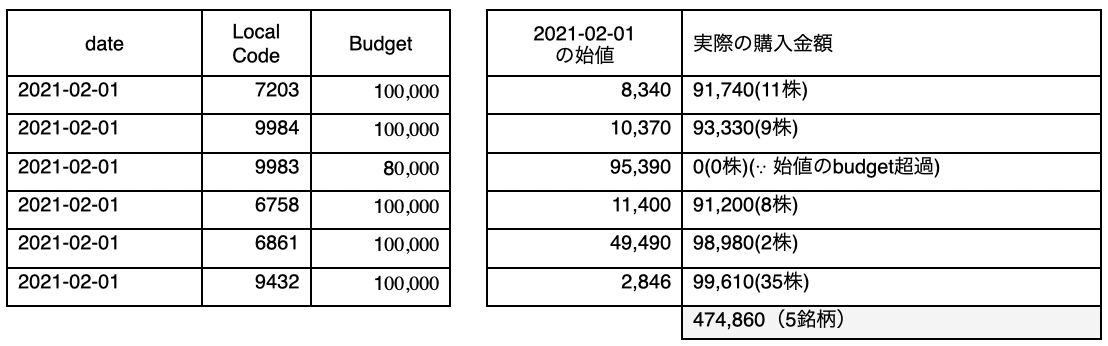 date Local Code Budget 2021-02-01 の始値 実際の購入金額
2021-02-01 7203 100,000 8,340 91,740(11株)
2021-02-01 9984 100,000 10,370 93,330(9株)
2021-02-01 9983 80,000 95,390 0(0株)(∵ 始値のbudget超過)
2021-02-01 6758 100,000 11,400 91,200(8株)
2021-02-01 6861 100,000 49,490 98,980(2株)
2021-02-01 9432 100,000 2,846 99,610(35株)
474,860（5銘柄）